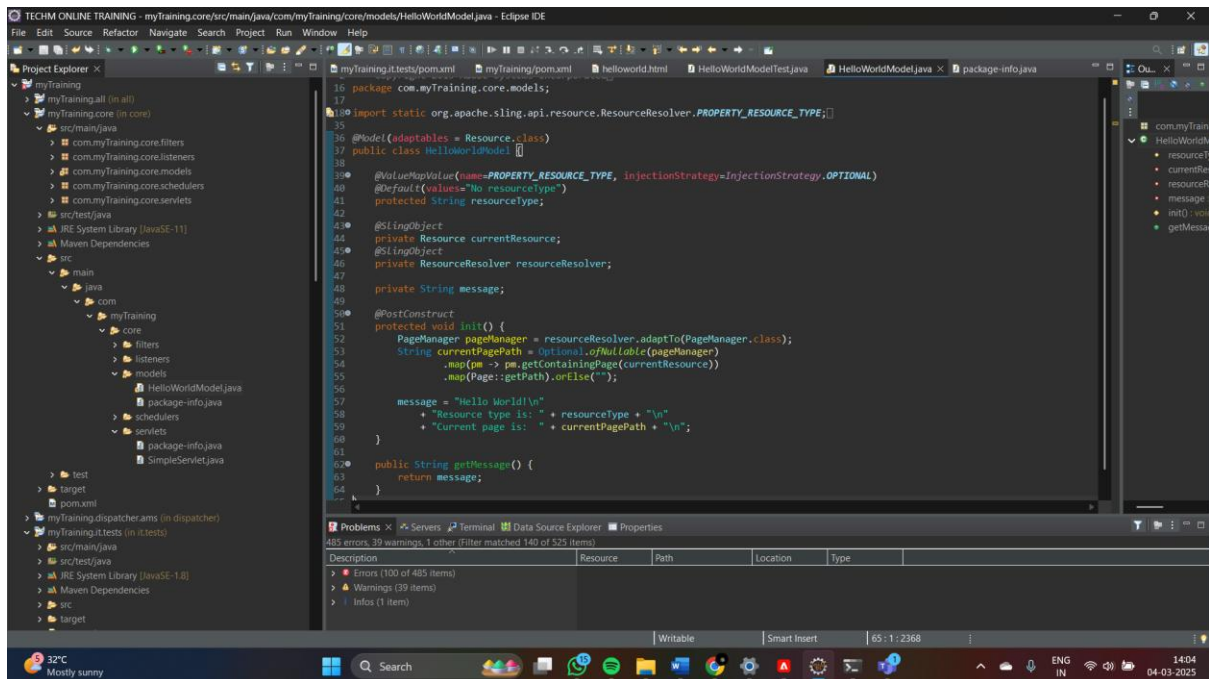 TECHM ONLINE TRAINING - myTraining.core/src/main/java/com/myTraining/core/models/HelloWorldModel.java - Eclipse IDE
File Edit Source Refactor Navigate Search Project Run Window Help
Project Explorer
myTraining
myTraining.all (in all)
myTraining.core (in core)
src/main/java
com.myTraining.core.filters
com.myTraining.core.listeners
com.myTraining.core.models
com.myTraining.core.schedulers
com.myTraining.core.servlets
src/test/java
JRE System Library [JavaSE-11]
Maven Dependencies
src
main
java
com
myTraining
core
filters
listeners
models
HelloWorldModel.java
package-info.java
schedulers
servlets
package-info.java
SimpleServlet.java
test
target
pom.xml
myTraining.dispatcher.ams (in dispatcher)
myTraining.it.tests (in it.tests)
src/main/java
src/test/java
JRE System Library [JavaSE-1.8]
Maven Dependencies
src
target
myTraining.it.tests/pom.xml myTraining/pom.xml helloworld.html HelloWorldModelTest.java HelloWorldModel.java package-info.java
16 package com.myTraining.core.models;
17
18 import static org.apache.sling.api.resource.ResourceResolver.PROPERTY_RESOURCE_TYPE;
35
36 @Model(adaptables = Resource.class)
37 public class HelloWorldModel {
38
39 @ValueMapValue(name=PROPERTY_RESOURCE_TYPE, injectionStrategy=InjectionStrategy.OPTIONAL)
40 @Default(values="No resourceType")
41 protected String resourceType;
42
43 @SlingObject
44 private Resource currentResource;
45 @SlingObject
46 private ResourceResolver resourceResolver;
47
48 private String message;
49
50 @PostConstruct
51 protected void init() {
52 PageManager pageManager = resourceResolver.adaptTo(PageManager.class);
53 String currentPagePath = Optional.ofNullable(pageManager)
54 .map(pm -> pm.getContainingPage(currentResource))
55 .map(Page::getPath).orElse("");
56
57 message = "Hello World!\n"
58 + "Resource type is: " + resourceType + "\n"
59 + "Current page is:  " + currentPagePath + "\n";
60 }
61
62 public String getMessage() {
63 return message;
64 }
Ou...
com.myTrain
HelloWorldM
resourceT
currentRe
resourceR
message
init() : voi
getMessa
Problems Servers Terminal Data Source Explorer Properties
485 errors, 39 warnings, 1 other (Filter matched 140 of 525 items)
Description Resource Path Location Type
Errors (100 of 485 items)
Warnings (39 items)
Infos (1 item)
Writable Smart Insert 65 : 1 : 2368
5
32°C
Mostly sunny
Search
15
ENG
IN
14:04
04-03-2025